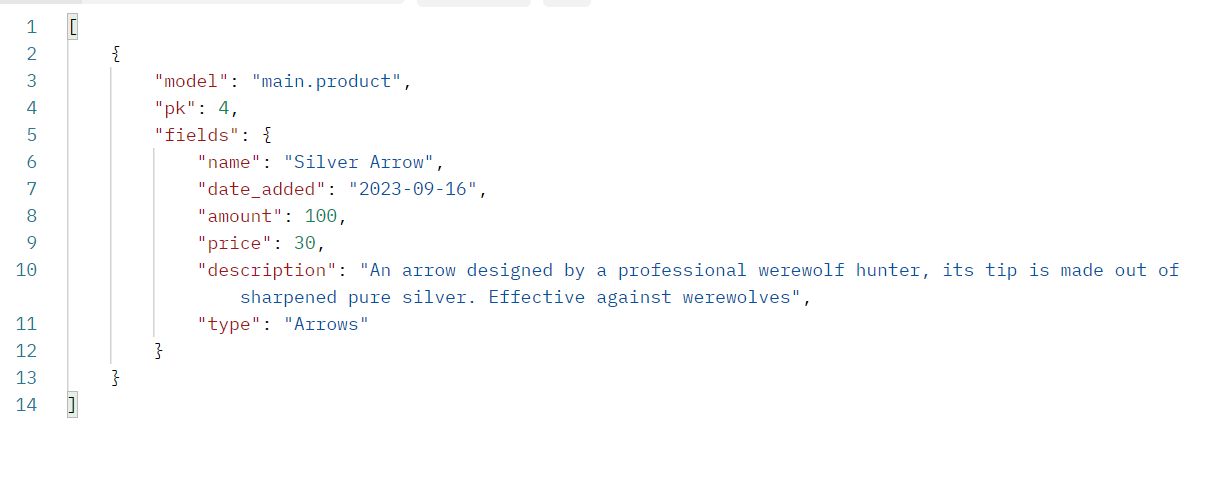 1 [
2 {
3 "model": "main.product",
4 "pk": 4,
5 "fields": {
6 "name": "Silver Arrow",
7 "date_added": "2023-09-16",
8 "amount": 100,
9 "price": 30,
10 "description": "An arrow designed by a professional werewolf hunter, its tip is made out of
sharpened pure silver. Effective against werewolves",
11 "type": "Arrows"
12 }
13 }
14 ]